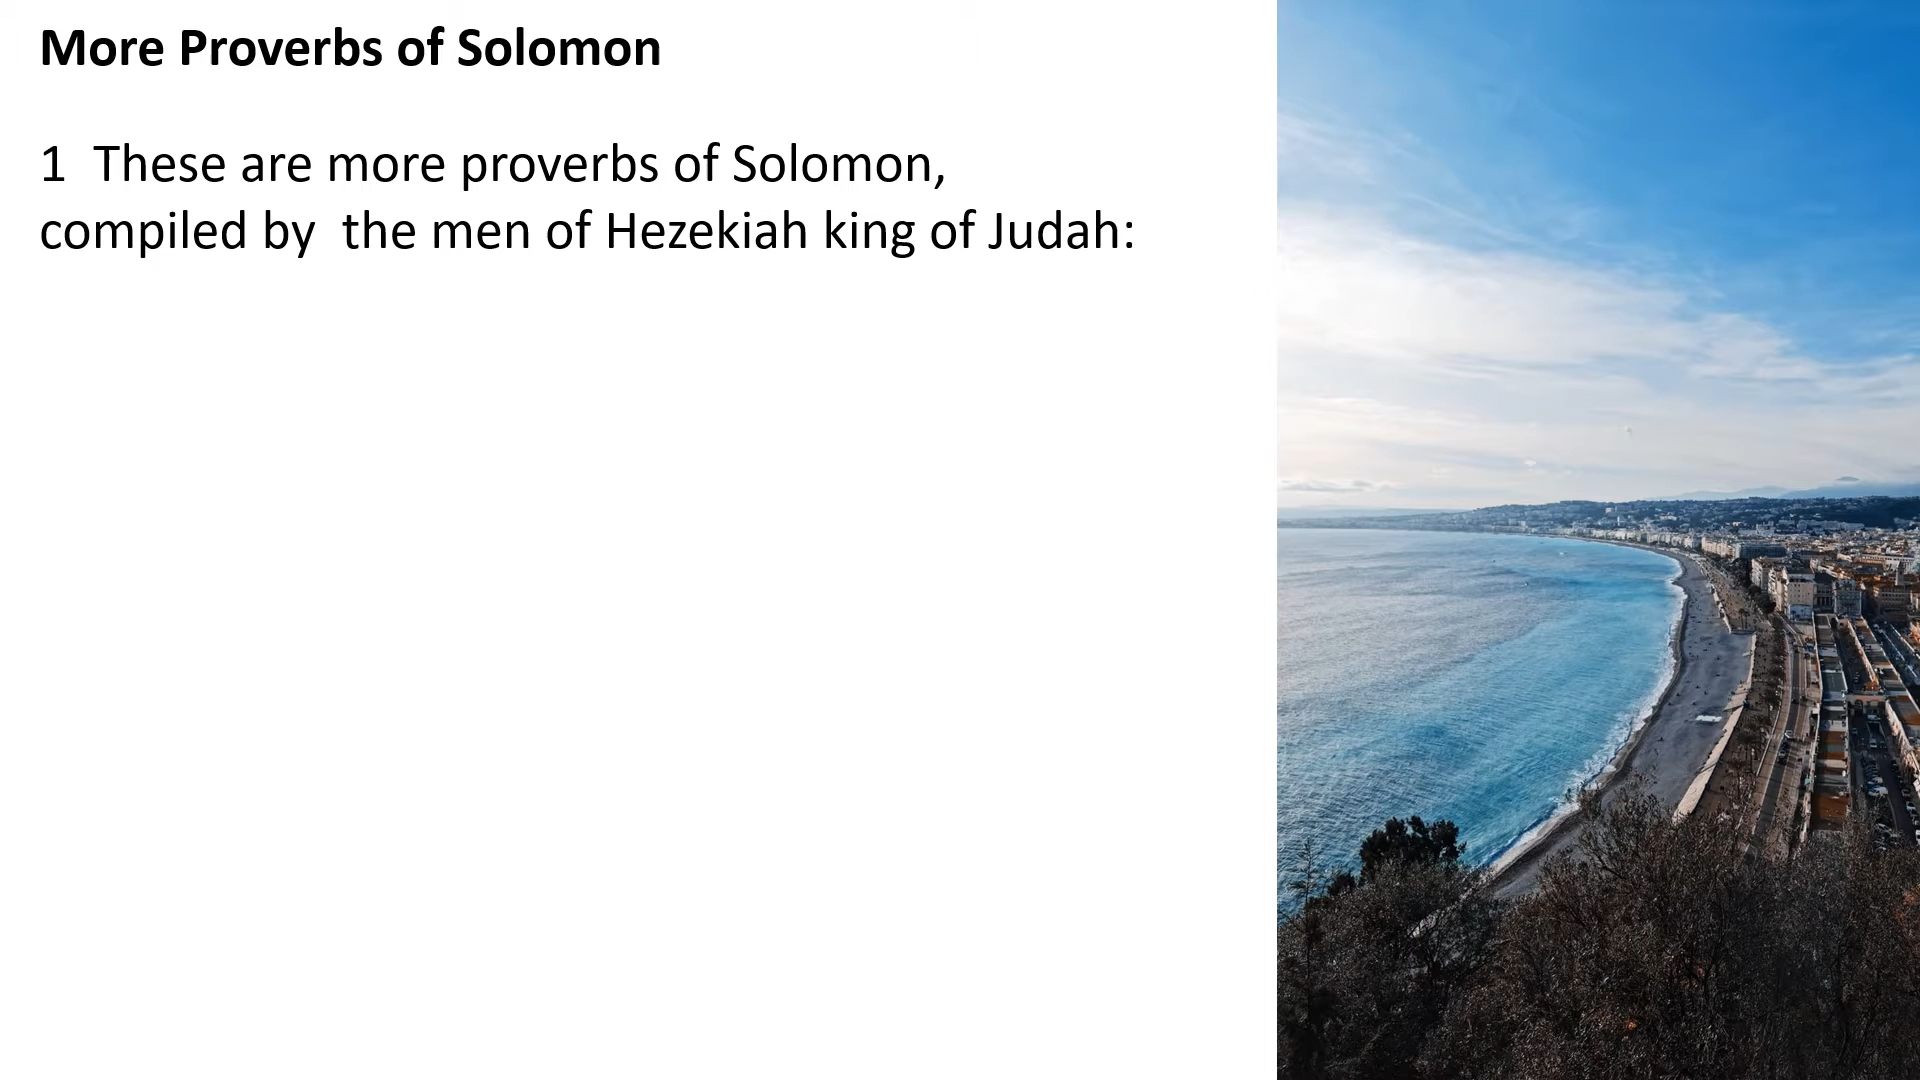 More Proverbs of Solomon
1  These are more proverbs of Solomon,
compiled by  the men of Hezekiah king of Judah: